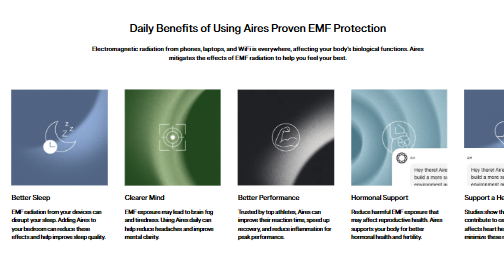 Daily Benefits of Using Aires Proven EMF Protection
Electromagnetic radiation from phones, laptops, and WiFi is everywhere, affecting your body's biological functions. Aires
mitigates the effects of EMF radiation to help you feel your best.
Better Sleep
EMF radiation from your devices can
disrupt your sleep. Adding Aires to
your bedroom can reduce these
effects and help improve sleep quality.
Clearer Mind
EMF exposure may lead to brain fog
and tiredness. Using Aires daily can
help reduce headaches and improve
mental clarity.
Better Performance
Trusted by top athletes, Aires can
improve their reaction time, speed up
recovery, and reduce inflammation for
peak performance.
Hormonal Support
Reduce harmful EMF exposure that
may affect reproductive health. Aires
supports your body for better
hormonal health and fertility.
Hey there! Aires
build a more su
environment ar
Hey there! Aire
build a more s
environment a
Support a He
Studies show th
contribute to ox
affects heart he
minimize these e